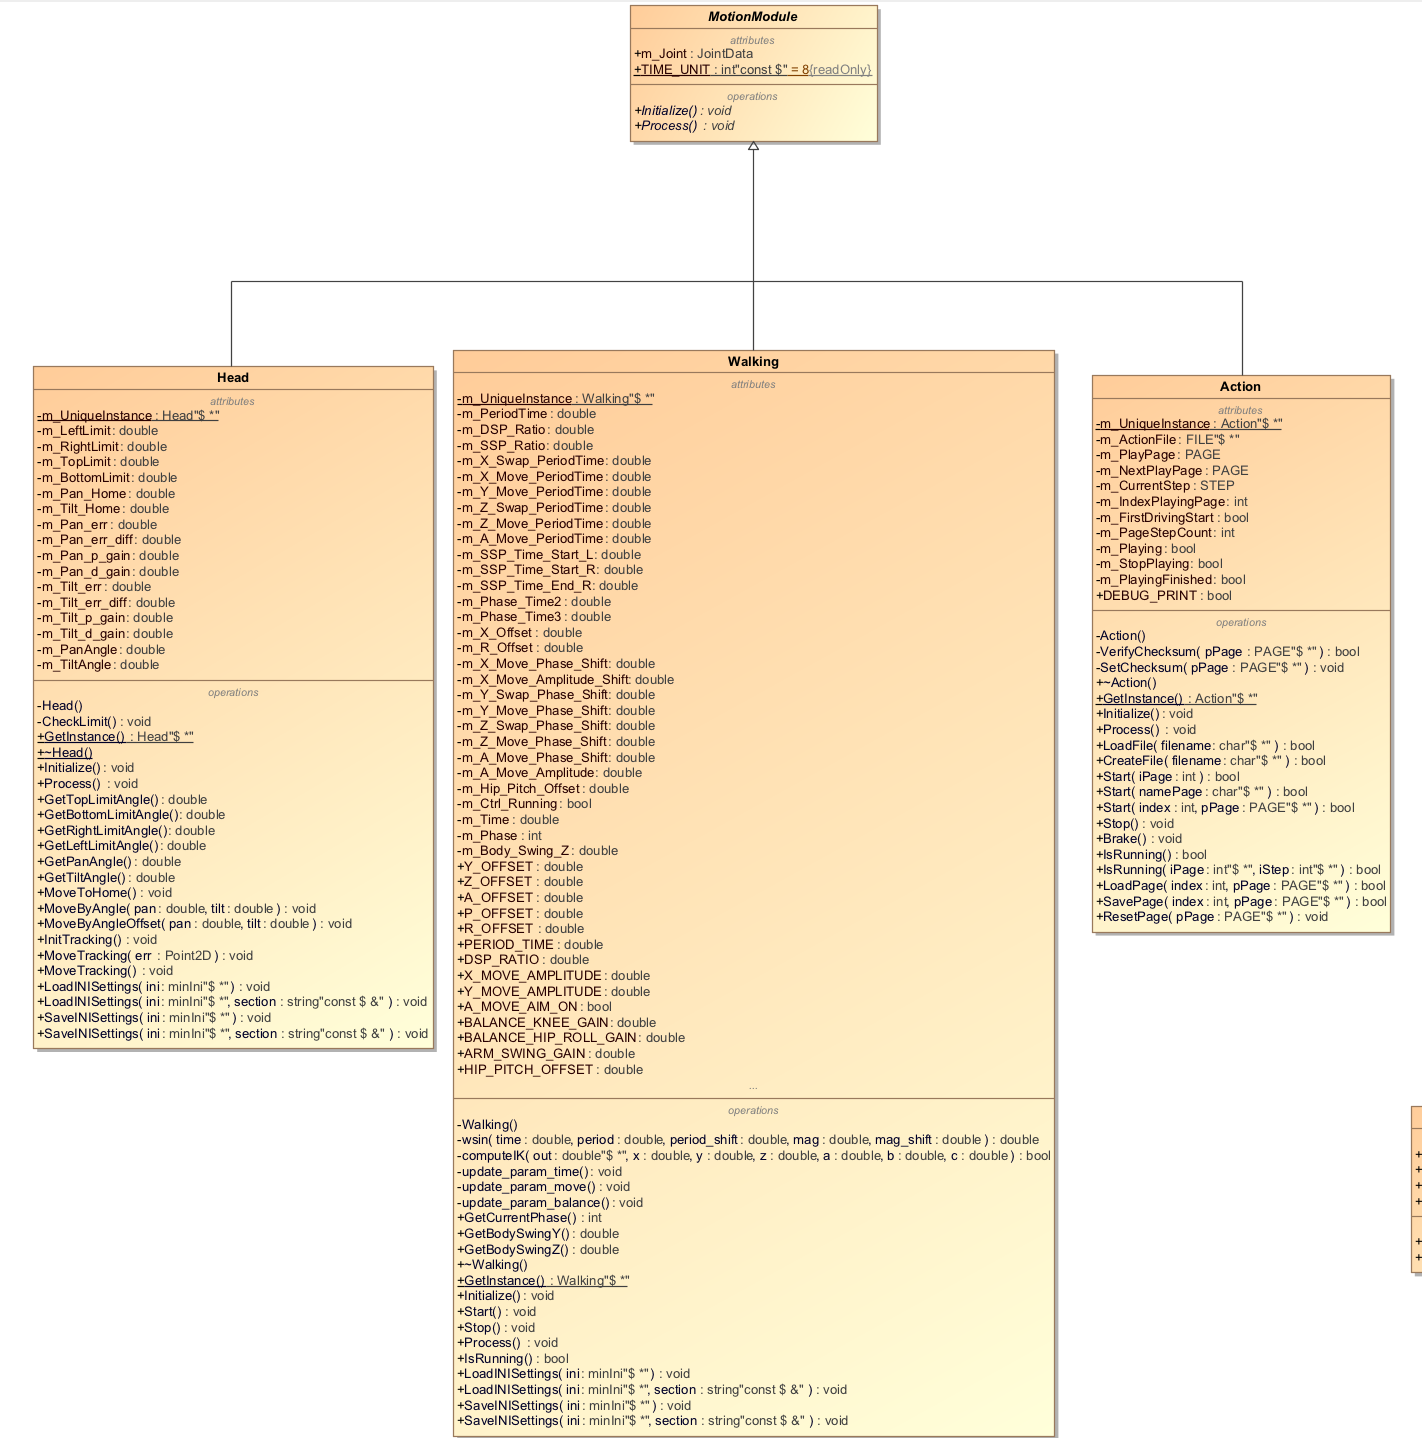 MotionModule
attributes
+m_Joint : JointData
+TIME_UNIT : int"const $" = 8{readOnly}
operations
+Initialize() : void
+Process() : void
Head
attributes
-m_UniqueInstance : Head"$ *"
-m_LeftLimit : double
-m_RightLimit : double
-m_TopLimit : double
-m_BottomLimit : double
-m_Pan_Home : double
-m_Tilt_Home : double
-m_Pan_err : double
-m_Pan_err_diff : double
-m_Pan_p_gain : double
-m_Pan_d_gain : double
-m_Tilt_err : double
-m_Tilt_err_diff : double
-m_Tilt_p_gain : double
-m_Tilt_d_gain : double
-m_PanAngle : double
-m_TiltAngle : double
operations
-Head()
-CheckLimit() : void
+GetInstance() : Head"$ *"
+~Head()
+Initialize() : void
+Process() : void
+GetTopLimitAngle() : double
+GetBottomLimitAngle() : double
+GetRightLimitAngle() : double
+GetLeftLimitAngle() : double
+GetPanAngle() : double
+GetTiltAngle() : double
+MoveToHome() : void
+MoveByAngle( pan : double, tilt : double ) : void
+MoveByAngleOffset( pan : double, tilt : double ) : void
+InitTracking() : void
+MoveTracking( err : Point2D ) : void
+MoveTracking() : void
+LoadINISettings( ini : minIni"$ *" ) : void
+LoadINISettings( ini : minIni"$ *", section : string"const $ &" ) : void
+SaveINISettings( ini : minIni"$ *" ) : void
+SaveINISettings( ini : minIni"$ *", section : string"const $ &" ) : void
Walking
attributes
-m_UniqueInstance : Walking"$ *"
-m_PeriodTime : double
-m_DSP_Ratio : double
-m_SSP_Ratio : double
-m_X_Swap_PeriodTime : double
-m_X_Move_PeriodTime : double
-m_Y_Move_PeriodTime : double
-m_Z_Swap_PeriodTime : double
-m_Z_Move_PeriodTime : double
-m_A_Move_PeriodTime : double
-m_SSP_Time_Start_L : double
-m_SSP_Time_Start_R : double
-m_SSP_Time_End_R : double
-m_Phase_Time2 : double
-m_Phase_Time3 : double
-m_X_Offset : double
-m_R_Offset : double
-m_X_Move_Phase_Shift : double
-m_X_Move_Amplitude_Shift : double
-m_Y_Swap_Phase_Shift : double
-m_Y_Move_Phase_Shift : double
-m_Z_Swap_Phase_Shift : double
-m_Z_Move_Phase_Shift : double
-m_A_Move_Phase_Shift : double
-m_A_Move_Amplitude : double
-m_Hip_Pitch_Offset : double
-m_Ctrl_Running : bool
-m_Time : double
-m_Phase : int
-m_Body_Swing_Z : double
+Y_OFFSET : double
+Z_OFFSET : double
+A_OFFSET : double
+P_OFFSET : double
+R_OFFSET : double
+PERIOD_TIME : double
+DSP_RATIO : double
+X_MOVE_AMPLITUDE : double
+Y_MOVE_AMPLITUDE : double
+A_MOVE_AIM_ON : bool
+BALANCE_KNEE_GAIN : double
+BALANCE_HIP_ROLL_GAIN : double
+ARM_SWING_GAIN : double
+HIP_PITCH_OFFSET : double
...
operations
-Walking()
-wsin( time : double, period : double, period_shift : double, mag : double, mag_shift : double ) : double
-computeIK( out : double"$ *", x : double, y : double, z : double, a : double, b : double, c : double ) : bool
-update_param_time() : void
-update_param_move() : void
-update_param_balance() : void
+GetCurrentPhase() : int
+GetBodySwingY() : double
+GetBodySwingZ() : double
+~Walking()
+GetInstance() : Walking"$ *"
+Initialize() : void
+Start() : void
+Stop() : void
+Process() : void
+IsRunning() : bool
+LoadINISettings( ini : minIni"$ *" ) : void
+LoadINISettings( ini : minIni"$ *", section : string"const $ &" ) : void
+SaveINISettings( ini : minIni"$ *" ) : void
+SaveINISettings( ini : minIni"$ *", section : string"const $ &" ) : void
Action
attributes
-m_UniqueInstance : Action"$ *"
-m_ActionFile : FILE"$ *"
-m_PlayPage : PAGE
-m_NextPlayPage : PAGE
-m_CurrentStep : STEP
-m_IndexPlayingPage : int
-m_FirstDrivingStart : bool
-m_PageStepCount : int
-m_Playing : bool
-m_StopPlaying : bool
-m_PlayingFinished : bool
+DEBUG_PRINT : bool
operations
-Action()
-VerifyChecksum( pPage : PAGE"$ *" ) : bool
-SetChecksum( pPage : PAGE"$ *" ) : void
+~Action()
+GetInstance() : Action"$ *"
+Initialize() : void
+Process() : void
+LoadFile( filename : char"$ *" ) : bool
+CreateFile( filename : char"$ *" ) : bool
+Start( iPage : int ) : bool
+Start( namePage : char"$ *" ) : bool
+Start( index : int, pPage : PAGE"$ *" ) : bool
+Stop() : void
+Brake() : void
+IsRunning() : bool
+IsRunning( iPage : int"$ *", iStep : int"$ *" ) : bool
+LoadPage( index : int, pPage : PAGE"$ *" ) : bool
+SavePage( index : int, pPage : PAGE"$ *" ) : bool
+ResetPage( pPage : PAGE"$ *" ) : void
+
+
+
+
+
+